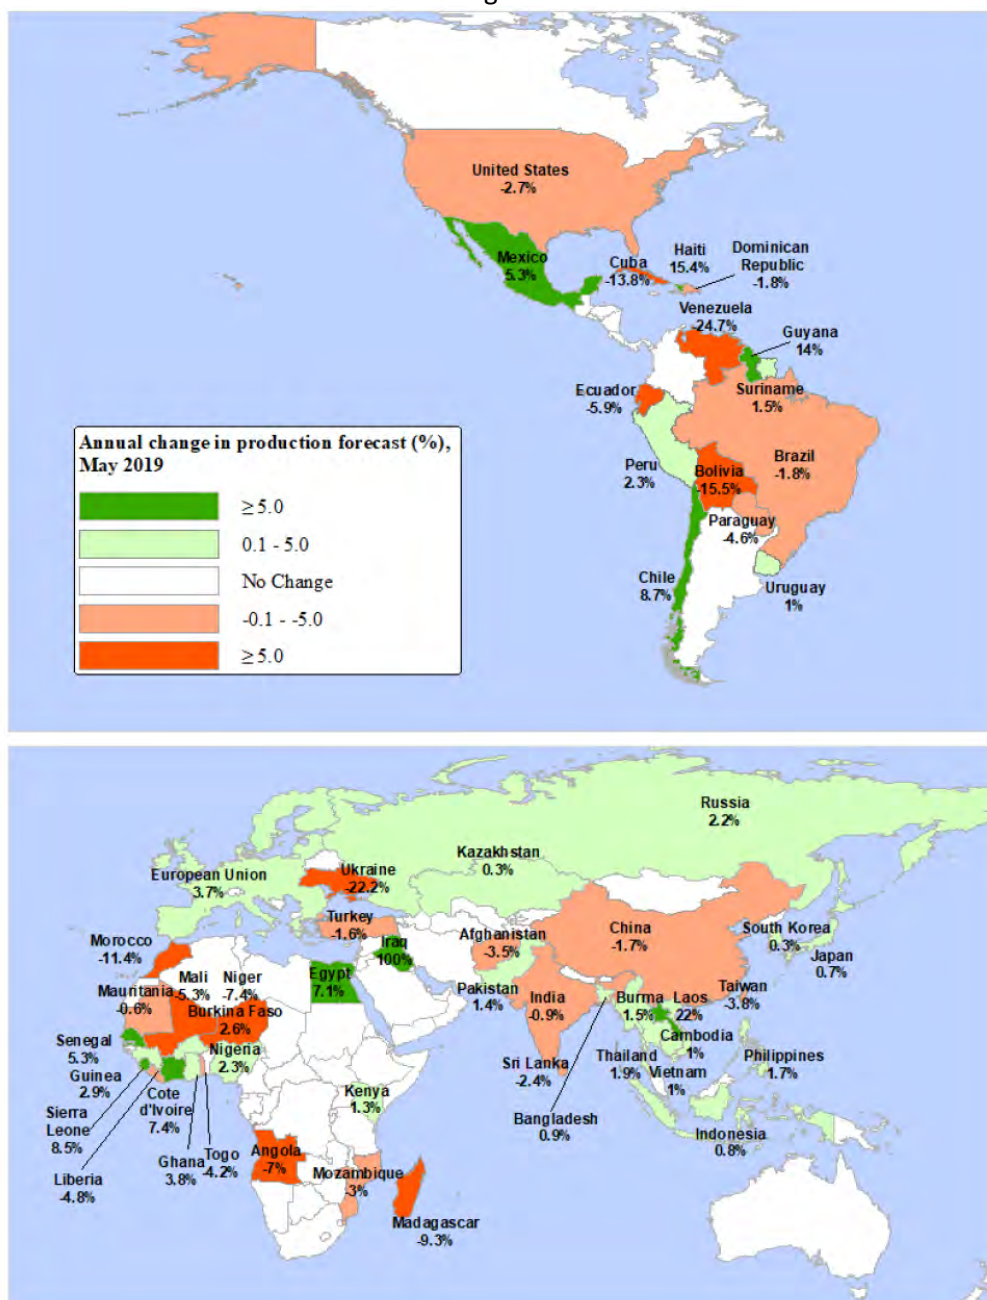 United States
-2.7%
Mexico
5.3%
Cuba
-13.8%
Haiti
15.4%
Dominican
Republic
-1.8%
Venezuela
-24.7%
Guyana
14%
Ecuador
-5.9%
Suriname
1.5%
Brazil
-1.8%
Peru
2.3%
Bolivia
-15.5%
Paraguay
-4.6%
Chile
8.7%
Uruguay
1%
Annual change in production forecast (%),
May 2019
≥ 5.0
0.1 - 5.0
No Change
-0.1 - -5.0
≥ 5.0
Russia
2.2%
Kazakhstan
0.3%
European Union
3.7%
Ukraine
-22.2%
Turkey
-1.6%
Morocco
-11.4%
Iraq
100%
Afghanistan
-3.5%
China
-1.7%
South Korea
0.3%
Japan
0.7%
Egypt
7.1%
Mali
-5.3%
Niger
-7.4%
Mauritania
-0.6%
Burkina Faso
2.6%
Pakistan
1.4%
India
-0.9%
Burma
1.5%
Laos
22%
Taiwan
-3.8%
Senegal
5.3%
Guinea
2.9%
Nigeria
2.3%
Cambodia
1%
Sri Lanka
-2.4%
Thailand
1.9%
Vietnam
1%
Philippines
1.7%
Sierra
Leone
8.5%
Cote
d'Ivoire
7.4%
Kenya
1.3%
Bangladesh
0.9%
Indonesia
0.8%
Liberia
-4.8%
Ghana
3.8%
Togo
-4.2%
Angola
-7%
Mozambique
-3%
Madagascar
-9.3%